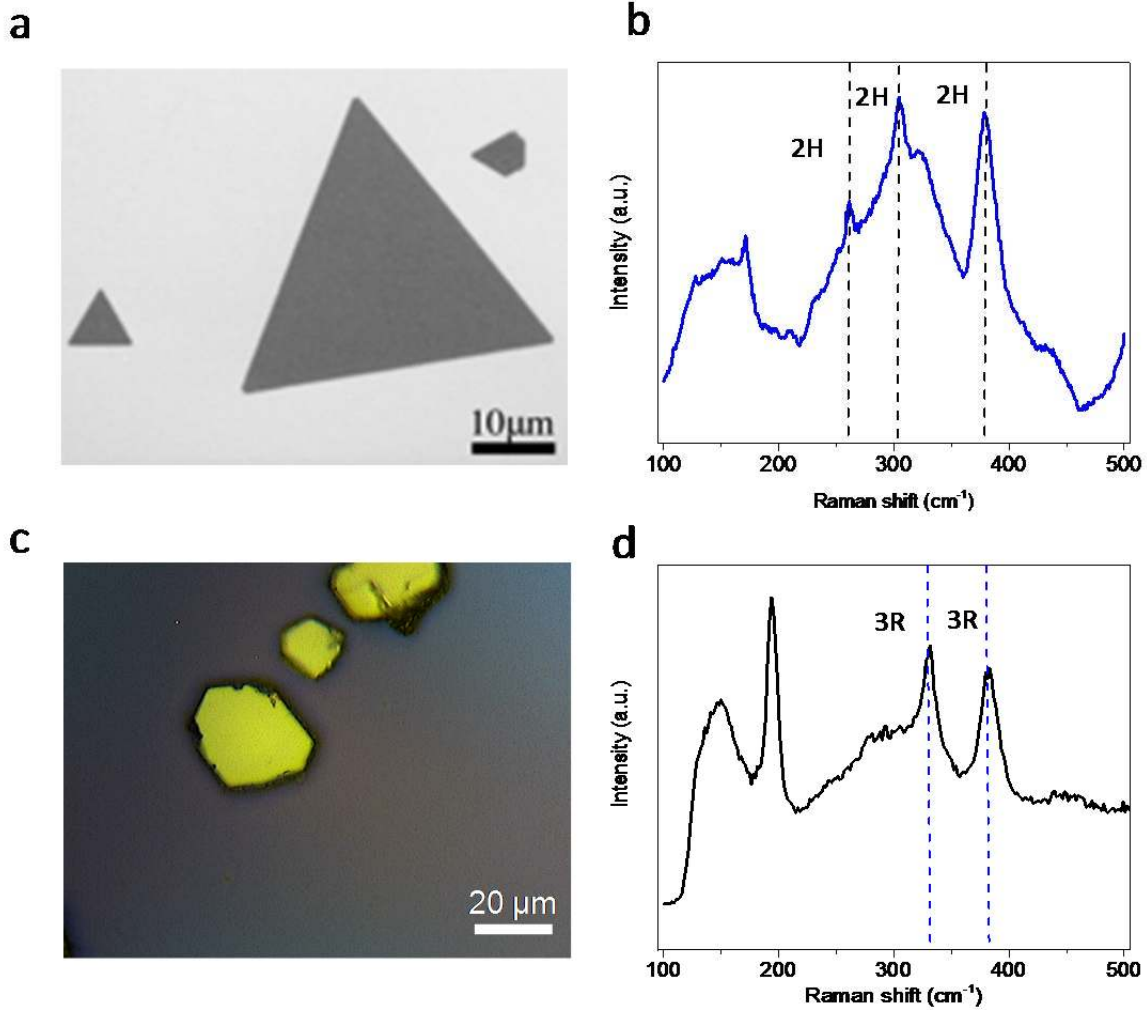 a
10μm
b
2H
2H
2H
Intensity (a.u.)
100
200
300
400
500
Raman shift (cm⁻¹)
c
20 μm
d
3R
3R
Intensity (a.u.)
100
200
300
400
500
Raman shift (cm⁻¹)